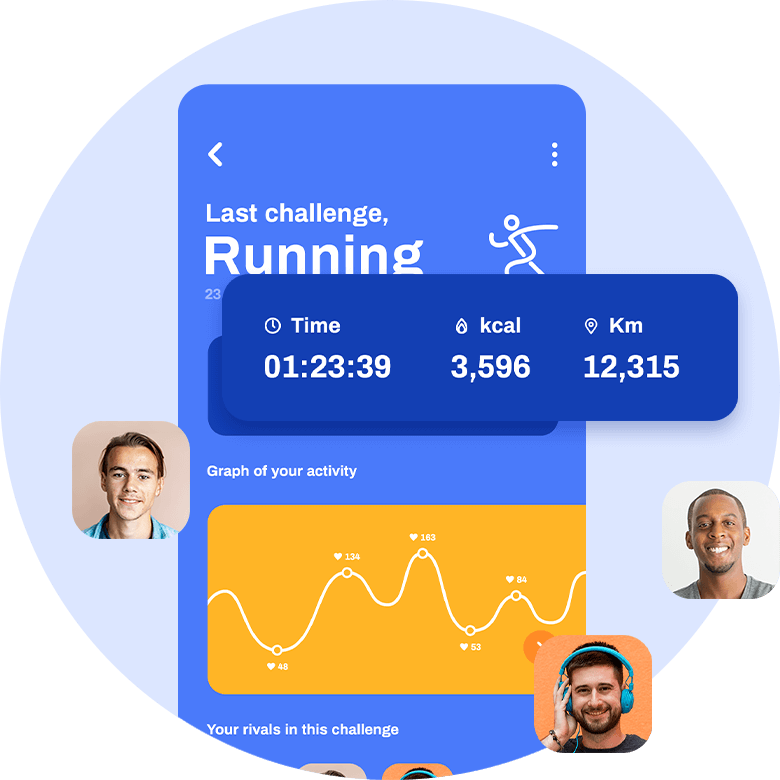 Last challenge,
Running
23
Time
kcal
Km
01:23:39
3,596
12,315
Graph of your activity
163
134
84
53
48
Your rivals in this challenge